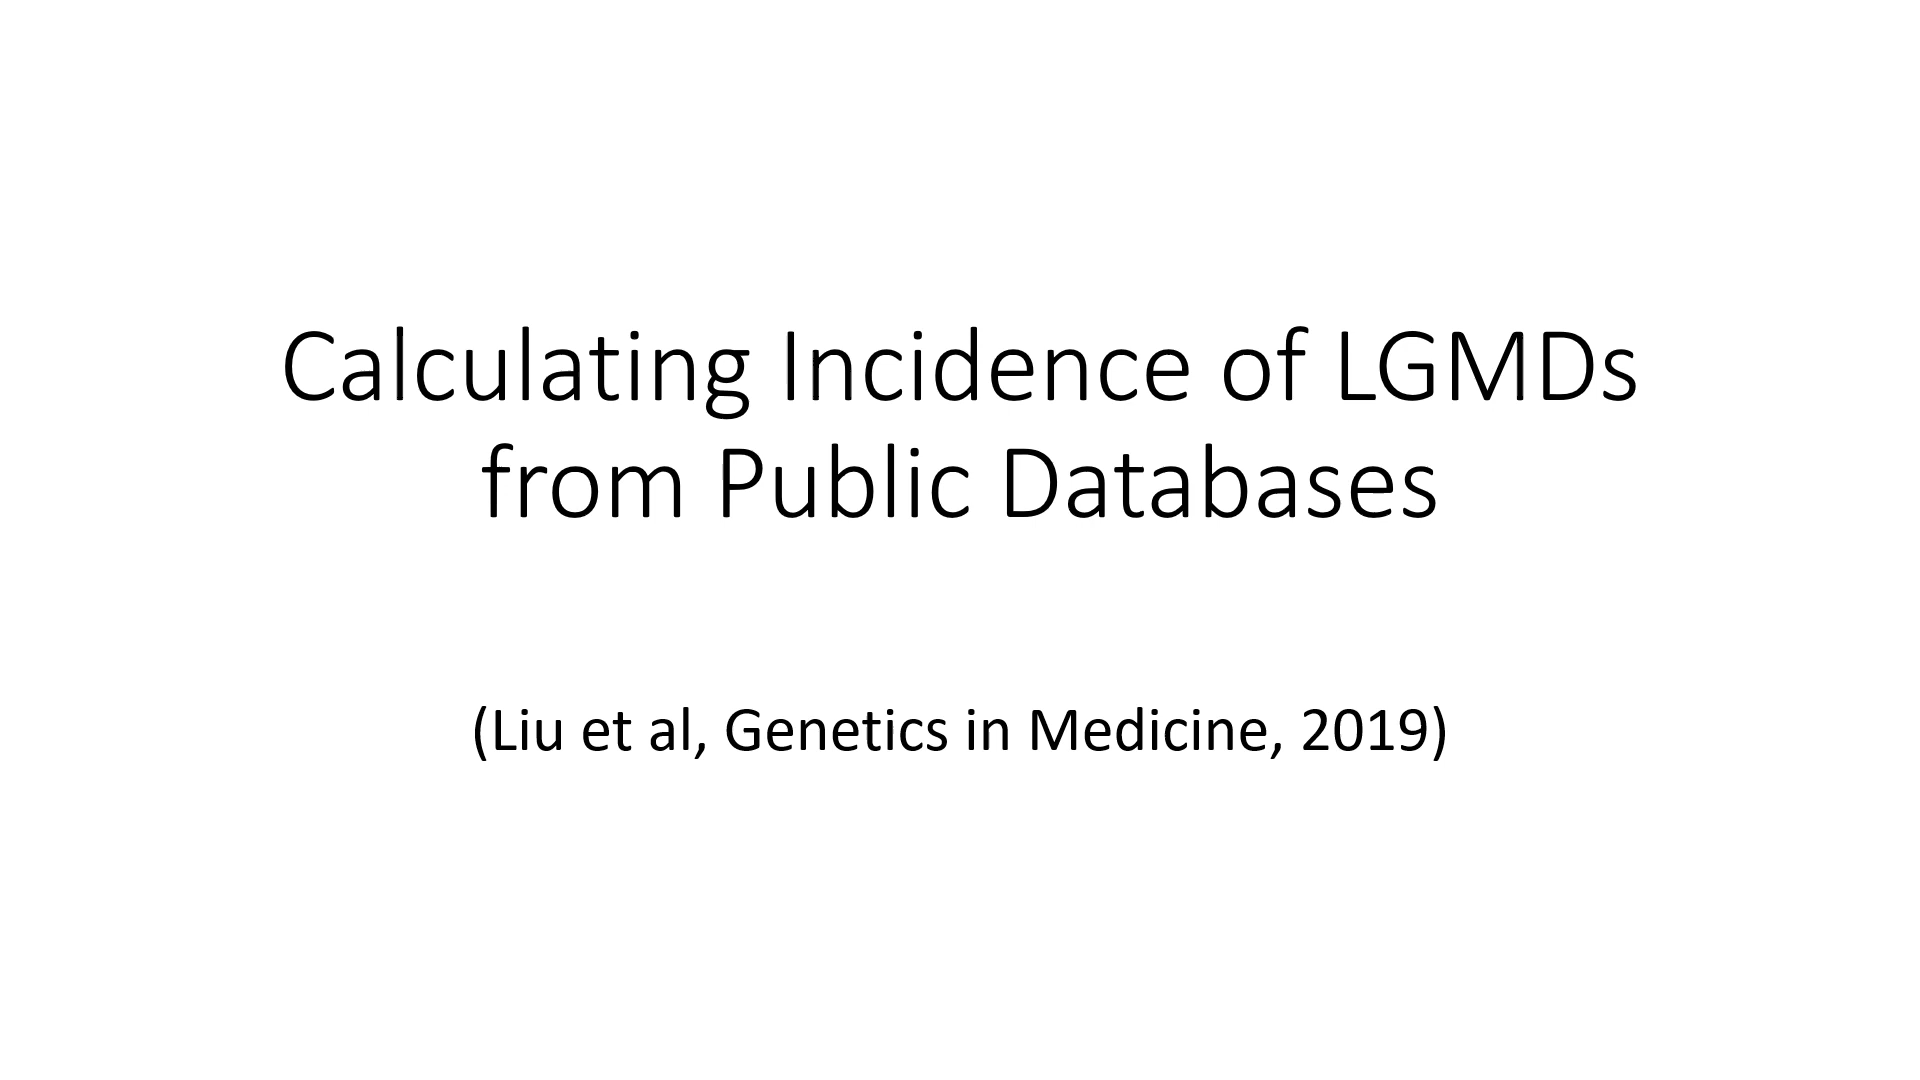 Calculating Incidence of LGMDs
from Public Databases
(Liu et al, Genetics in Medicine, 2019)